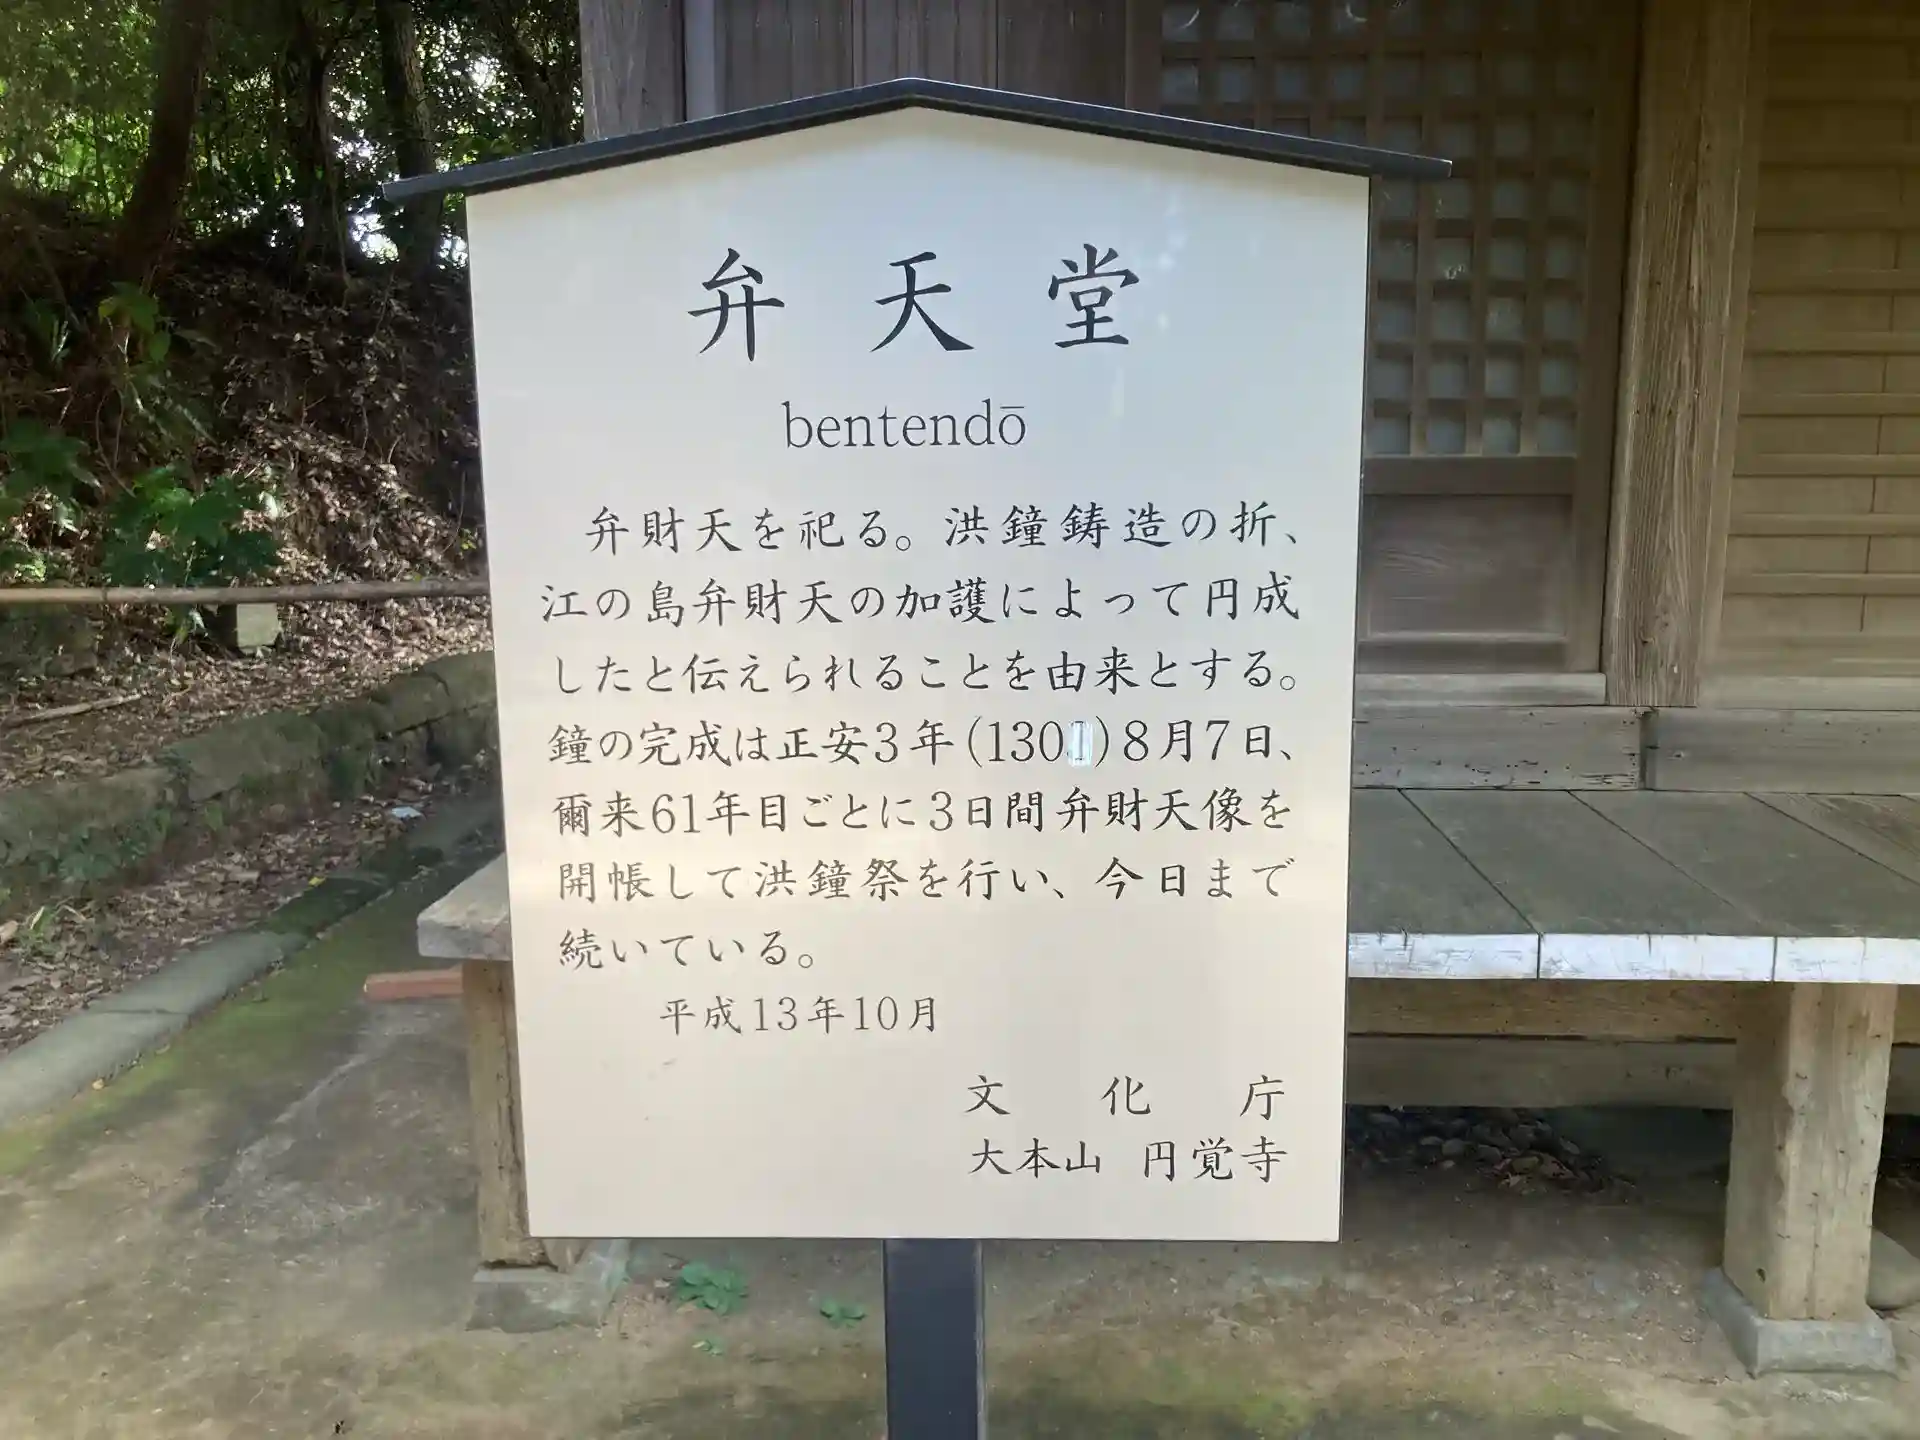 弁天堂
bentendō
弁財天を祀る。洪鐘鋳造の折、
江の島弁財天の加護によって円成
したと伝えられることを由来とする。
鐘の完成は正安3年(1301)8月7日、
爾来61年目ごとに3日間弁財天像を
開帳して洪鐘祭を行い、今日まで
続いている。
平成13年10月
文化庁
大本山 円覚寺